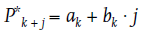 P*ₖ₊ⱼ = aₖ + bₖ · j